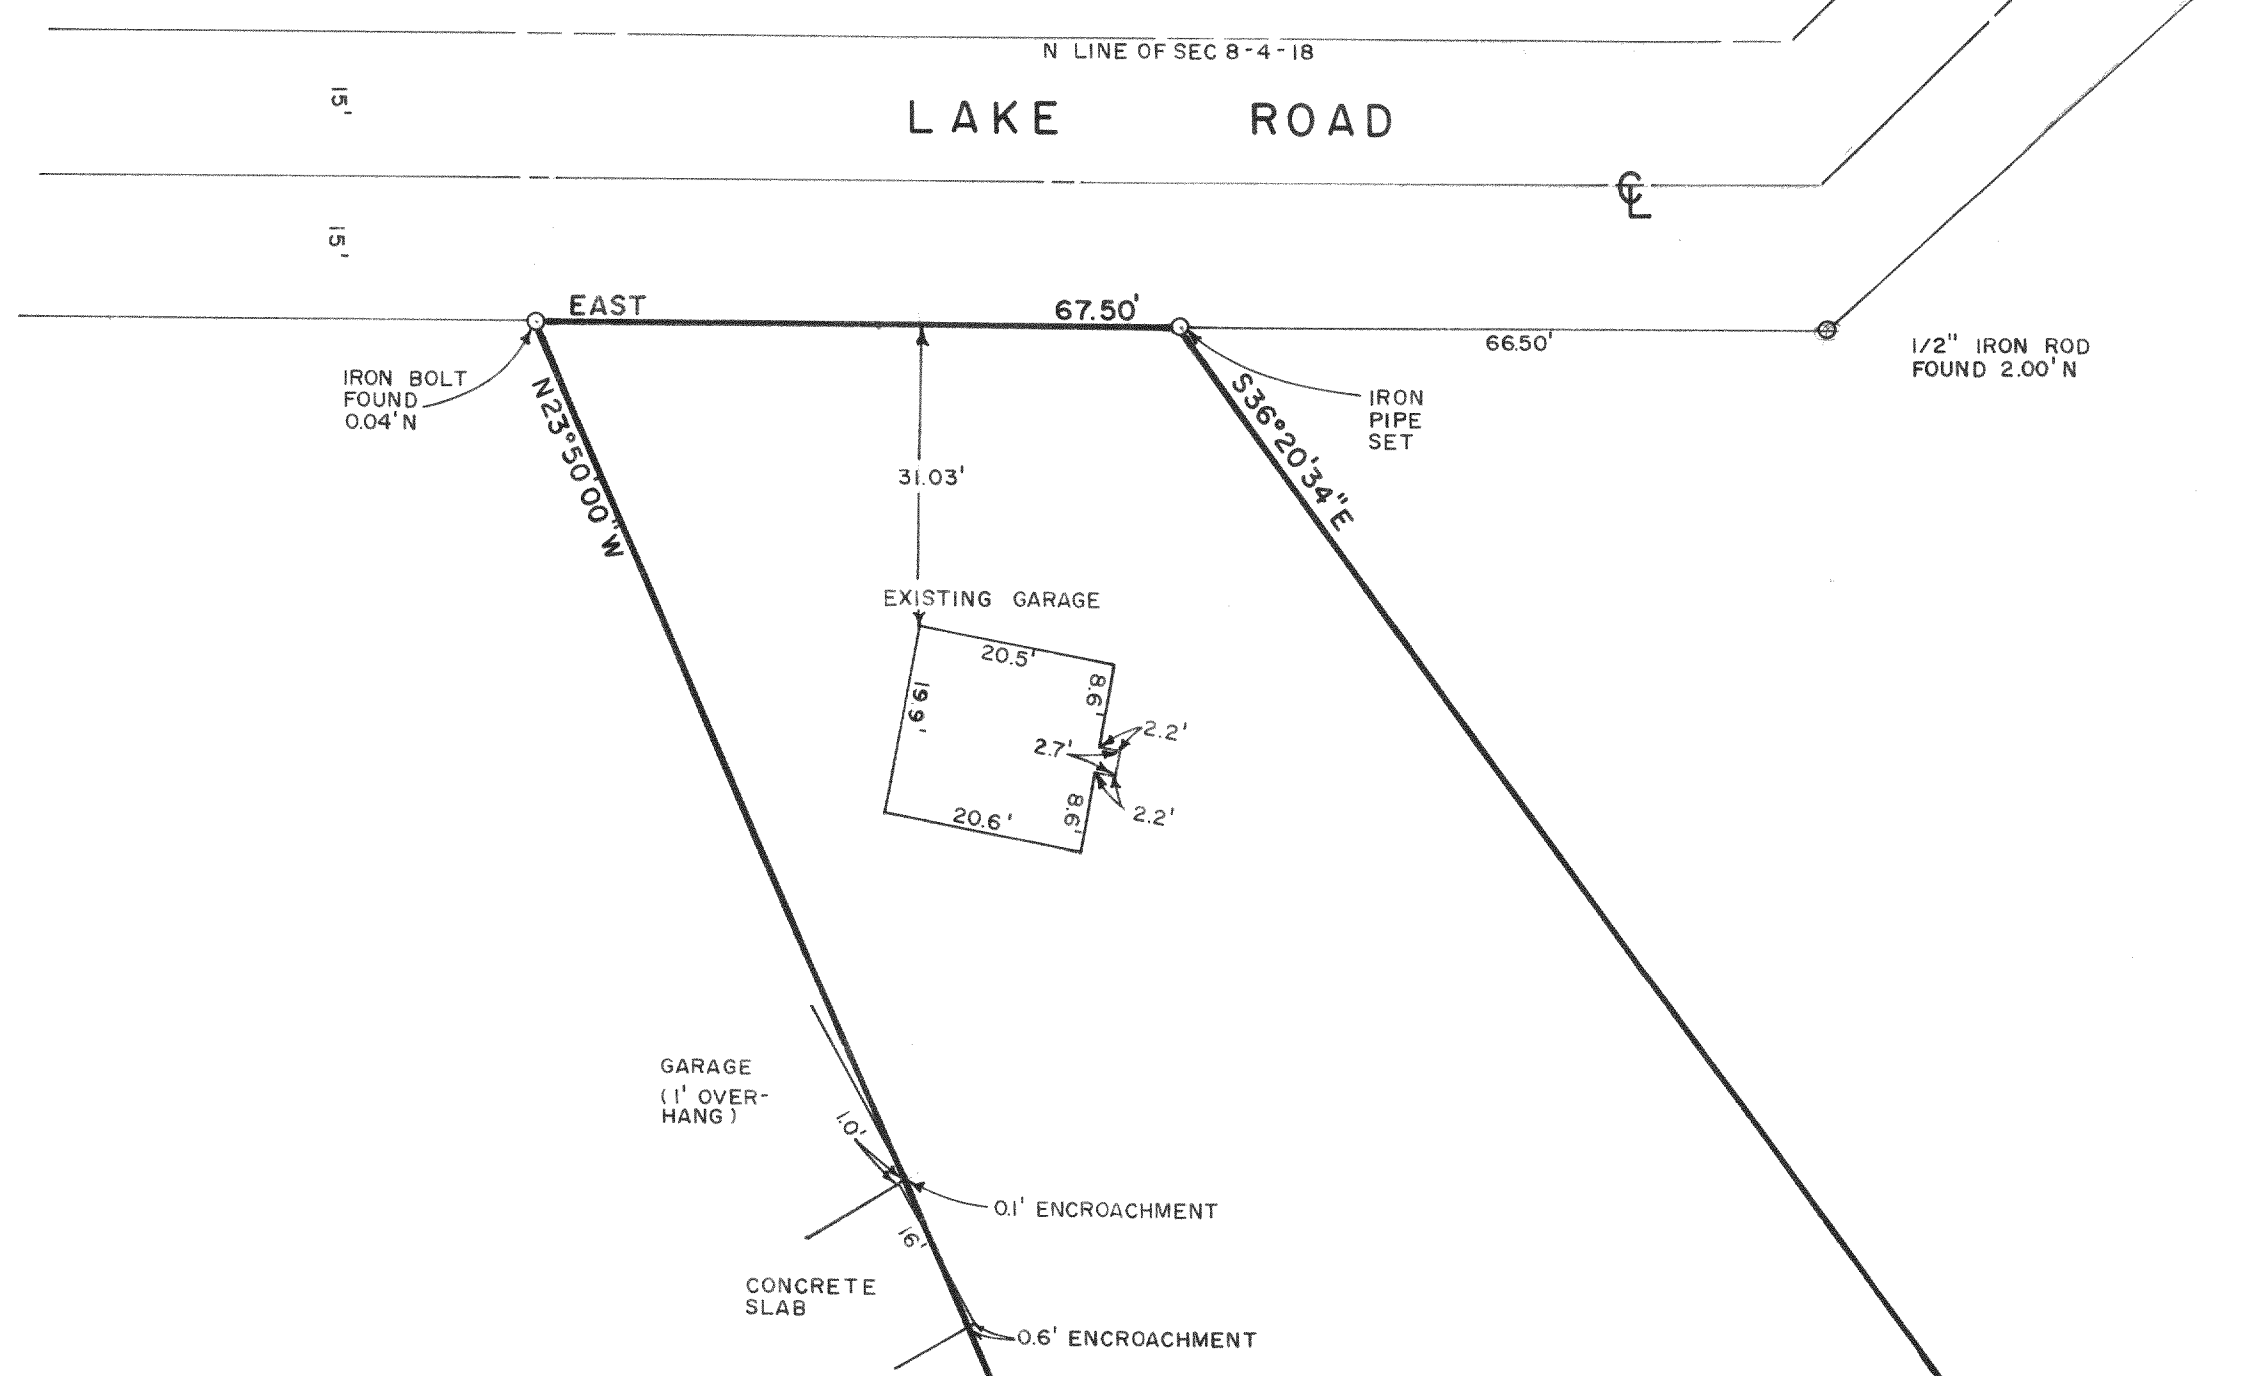 N LINE OF SEC 8-4-18
15'
LAKE ROAD
℄
15'
EAST
67.50'
66.50'
1/2" IRON ROD
FOUND 2.00' N
IRON BOLT
FOUND
0.04' N
N23°50'00"W
S36°20'34"E
IRON
PIPE
SET
31.03'
EXISTING GARAGE
20.5'
19.9'
8.6'
2.2'
2.7'
8.6'
2.2'
20.6'
GARAGE
(1' OVER-
HANG)
1.0'
0.1' ENCROACHMENT
16'
CONCRETE
SLAB
0.6' ENCROACHMENT